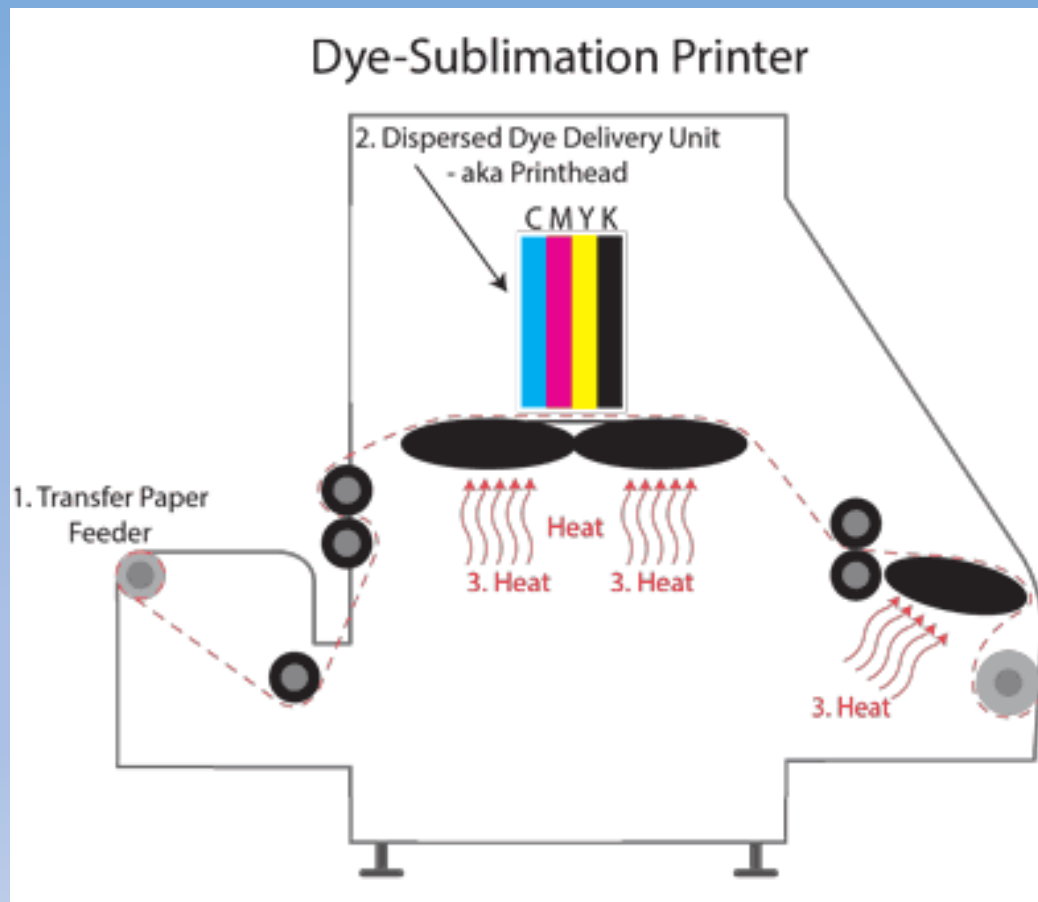 Dye-Sublimation Printer
2. Dispersed Dye Delivery Unit
- aka Printhead
C M Y K
1. Transfer Paper
Feeder
Heat
3. Heat
3. Heat
3. Heat